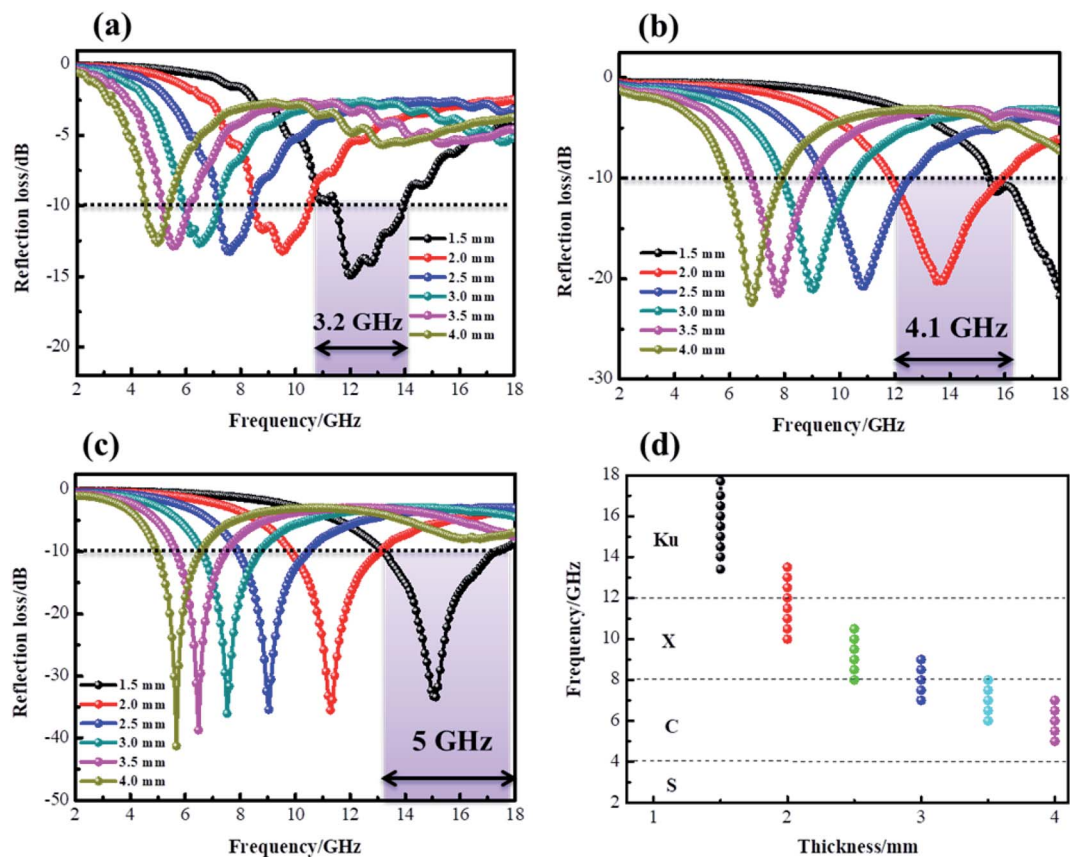 (a)
Reflection loss/dB
0
-5
-10
-15
-20
2 4 6 8 10 12 14 16 18
Frequency/GHz
1.5 mm
2.0 mm
2.5 mm
3.0 mm
3.5 mm
4.0 mm
3.2 GHz
(b)
Reflection loss/dB
0
-10
-20
-30
2 4 6 8 10 12 14 16 18
Frequency/GHz
1.5 mm
2.0 mm
2.5 mm
3.0 mm
3.5 mm
4.0 mm
4.1 GHz
(c)
Reflection loss/dB
0
-10
-20
-30
-40
-50
2 4 6 8 10 12 14 16 18
Frequency/GHz
1.5 mm
2.0 mm
2.5 mm
3.0 mm
3.5 mm
4.0 mm
5 GHz
(d)
Frequency/GHz
18
16
14
12
10
8
6
4
2
Ku
X
C
S
1 2 3 4
Thickness/mm